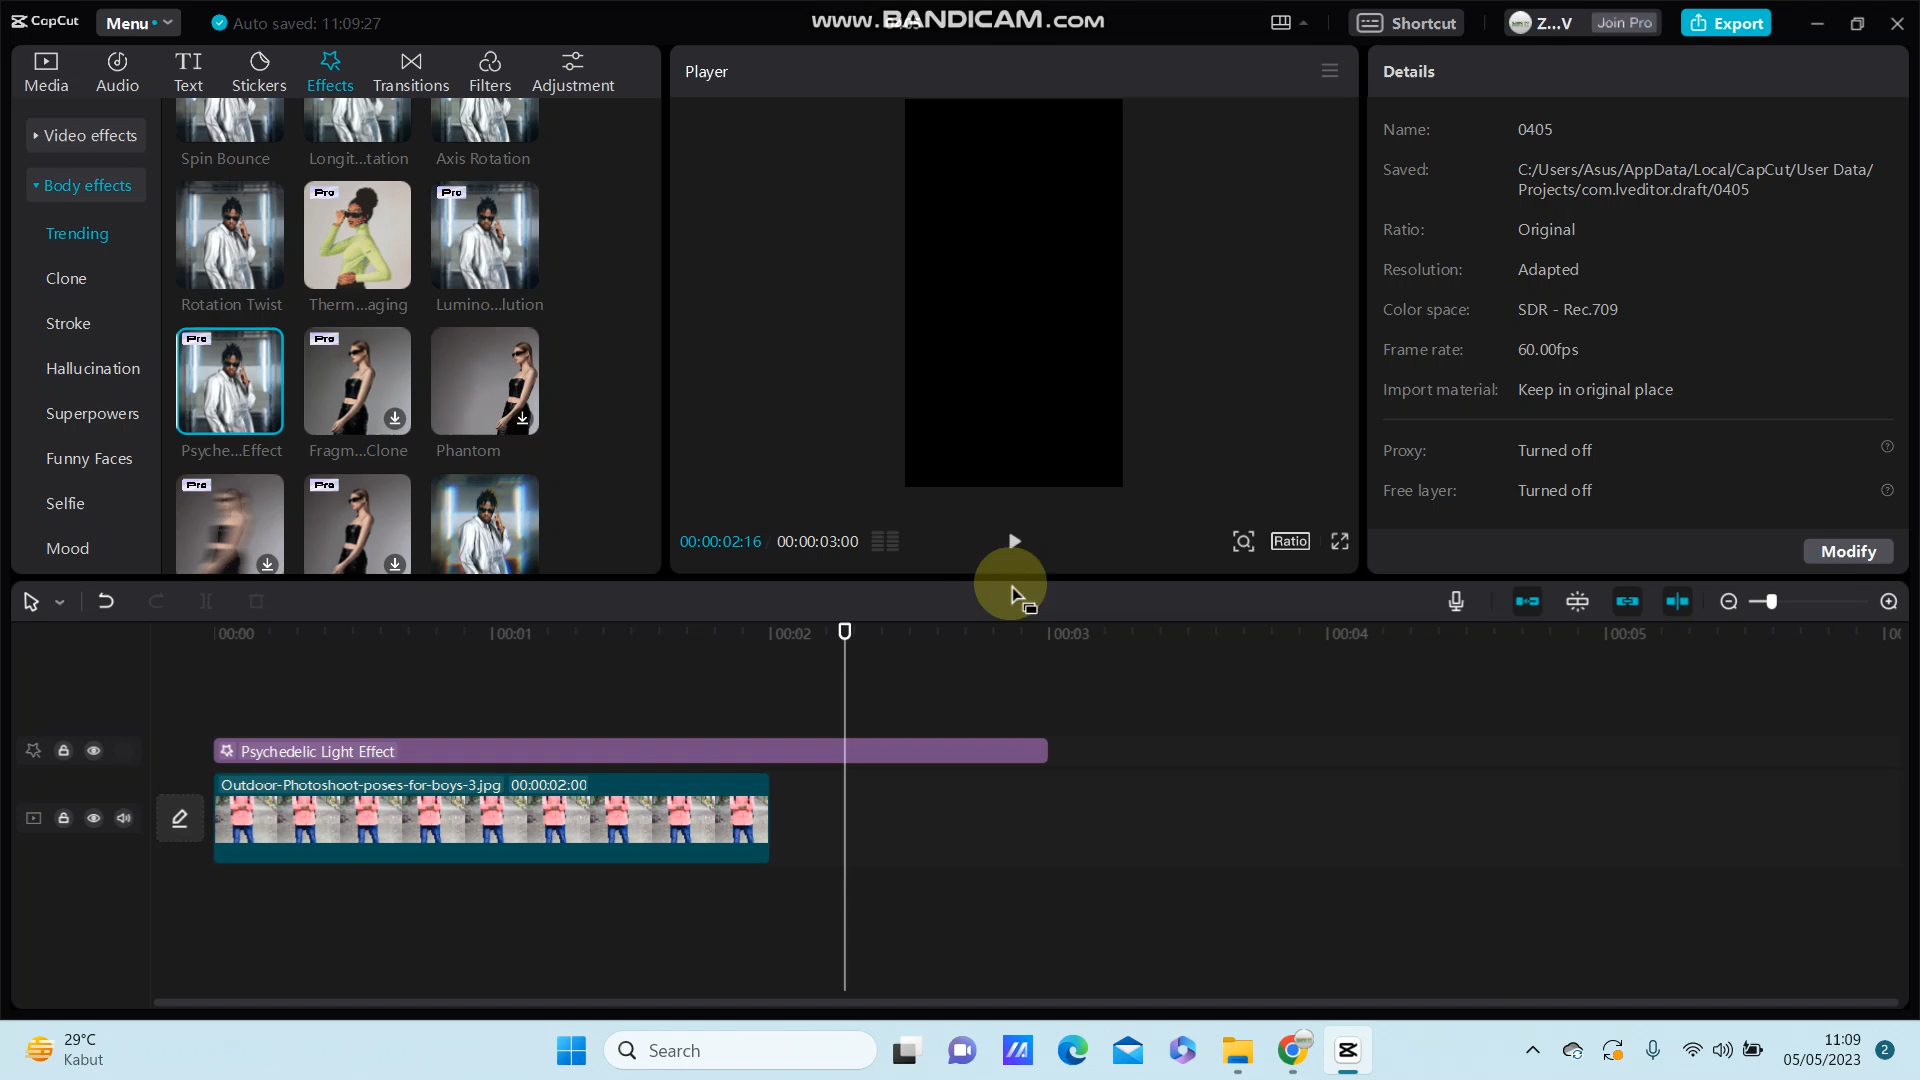 CapCut
Menu
Auto saved: 11:09:27
www.BANDICAM.com
Shortcut
Z...V
Join Pro
Export
Media
Audio
Text
Stickers
Effects
Transitions
Filters
Adjustment
Player
Details
Video effects
Body effects
Trending
Clone
Stroke
Hallucination
Superpowers
Funny Faces
Selfie
Mood
Spin Bounce
Longit...tation
Axis Rotation
Pro
Pro
Rotation Twist
Therm...aging
Lumino...lution
Pro
Pro
Psyche...Effect
Fragm...Clone
Phantom
Pro
Pro
00:00:02:16
00:00:03:00
Ratio
Name:
0405
Saved:
C:/Users/Asus/AppData/Local/CapCut/User Data/
Projects/com.lveditor.draft/0405
Ratio:
Original
Resolution:
Adapted
Color space:
SDR - Rec.709
Frame rate:
60.00fps
Import material:
Keep in original place
Proxy:
Turned off
Free layer:
Turned off
Modify
00:00
00:01
00:02
00:03
00:04
00:05
Psychedelic Light Effect
Outdoor-Photoshoot-poses-for-boys-3.jpg 00:00:02:00
29°C
Kabut
Search
11:09
05/05/2023
2